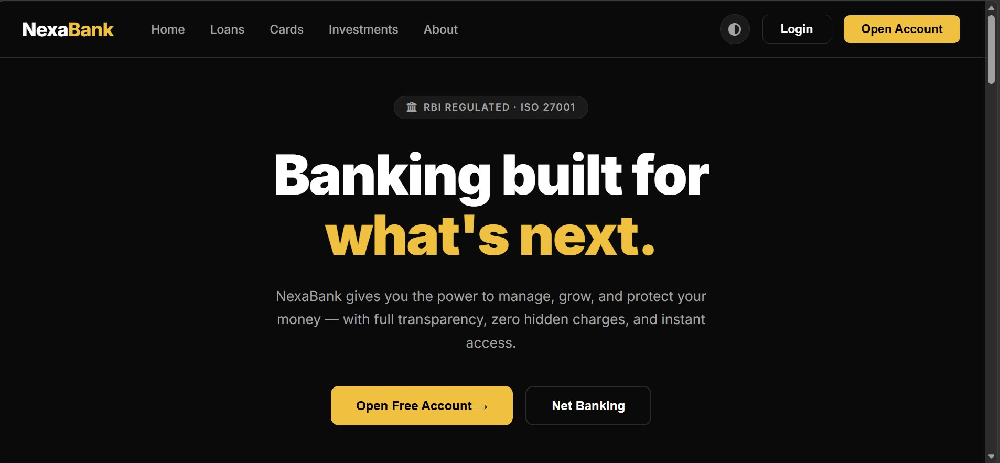 NexaBank
Home
Loans
Cards
Investments
About
Login
Open Account
RBI REGULATED · ISO 27001
Banking built for
what's next.
NexaBank gives you the power to manage, grow, and protect your
money — with full transparency, zero hidden charges, and instant
access.
Open Free Account →
Net Banking